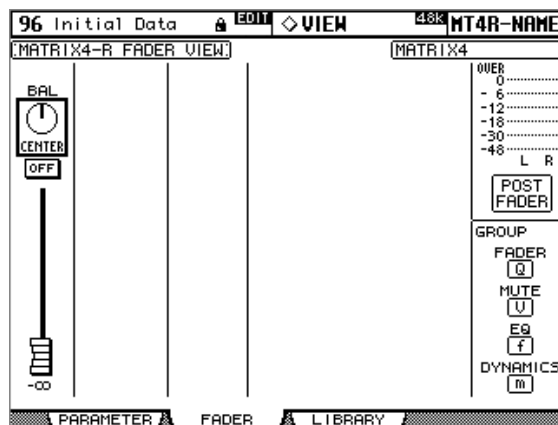 96 Initial Data EDIT VIEW 48K MT4R-NAME
MATRIX4-R FADER VIEW MATRIX4
BAL
CENTER
OFF
-∞
OVER
0
- 6
-12
-18
-30
-48
L R
POST
FADER
GROUP
FADER
Q
MUTE
V
EQ
f
DYNAMICS
m
PARAMETER FADER LIBRARY